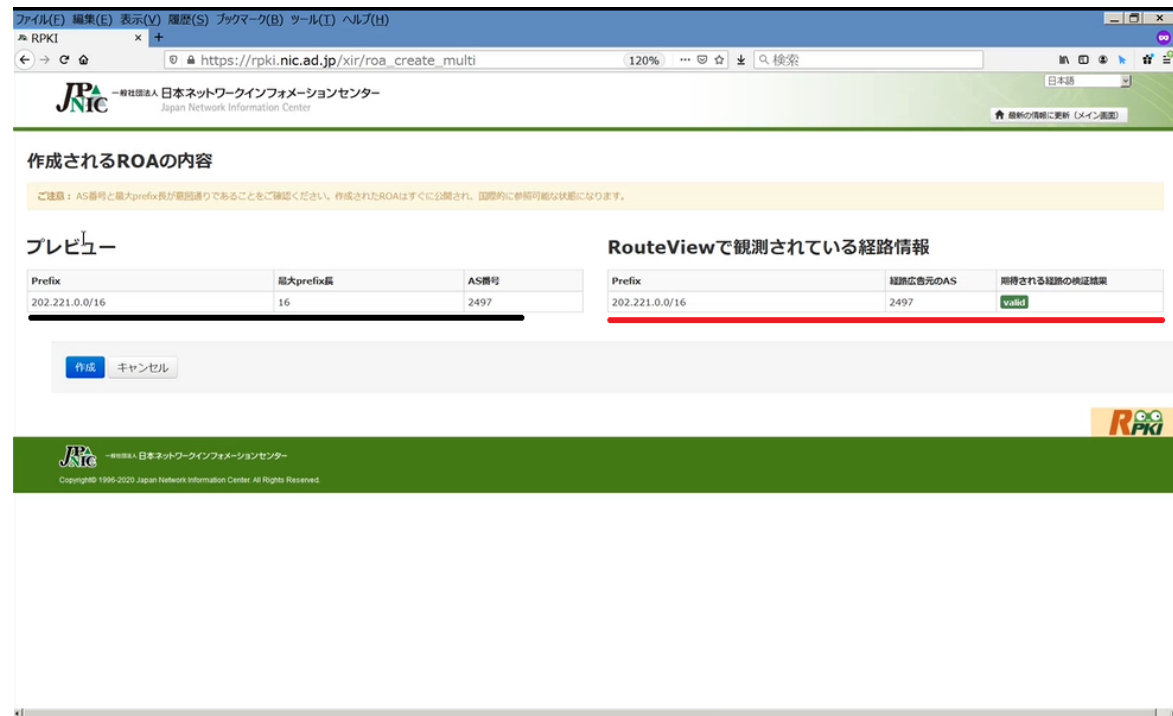 ファイル(F) 編集(E) 表示(V) 履歴(S) ブックマーク(B) ツール(T) ヘルプ(H)
RPKI × +
https://rpki.nic.ad.jp/xir/roa_create_multi 120% 検索
JPNIC 一般社団法人 日本ネットワークインフォメーションセンター
Japan Network Information Center
日本語
最新の情報に更新（メイン画面）
作成されるROAの内容
ご注意： AS番号と最大prefix長が意図通りであることをご確認ください。作成されたROAはすぐに公開され、国際的に参照可能な状態になります。
プレビュー
Prefix 最大prefix長 AS番号
202.221.0.0/16 16 2497
RouteViewで観測されている経路情報
Prefix 経路広告元のAS 期待される経路の検証結果
202.221.0.0/16 2497 valid
作成 キャンセル
RPKI
JPNIC 一般社団法人 日本ネットワークインフォメーションセンター
Copyright© 1996-2020 Japan Network Information Center. All Rights Reserved.